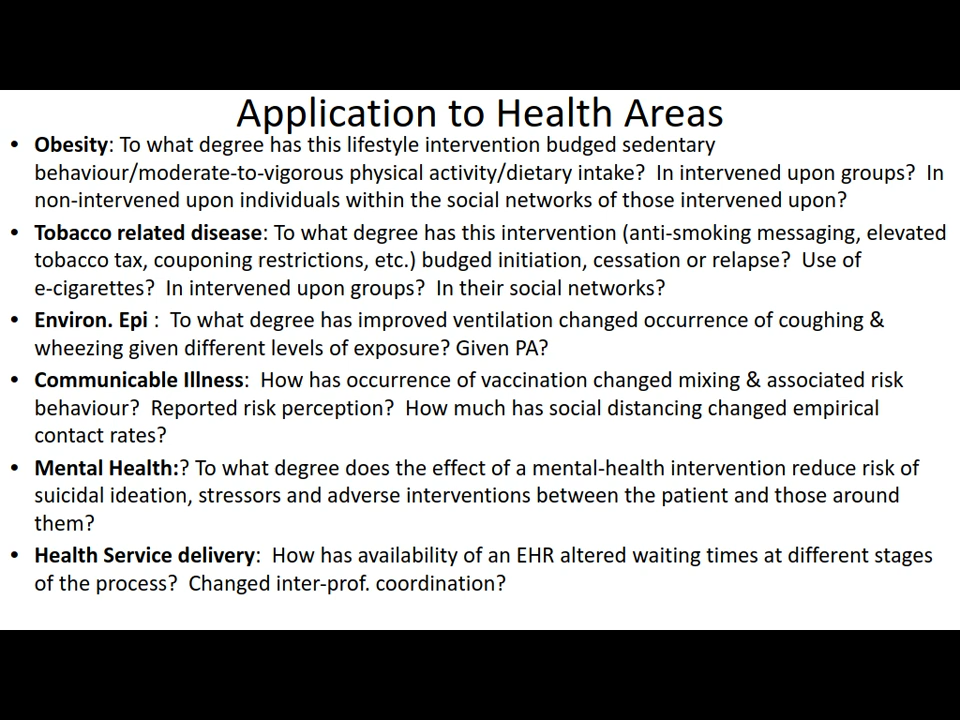 Application to Health Areas
• Obesity: To what degree has this lifestyle intervention budged sedentary
behaviour/moderate-to-vigorous physical activity/dietary intake?  In intervened upon groups?  In
non-intervened upon individuals within the social networks of those intervened upon?
• Tobacco related disease: To what degree has this intervention (anti-smoking messaging, elevated
tobacco tax, couponing restrictions, etc.) budged initiation, cessation or relapse?  Use of
e-cigarettes?  In intervened upon groups?  In their social networks?
• Environ. Epi :  To what degree has improved ventilation changed occurrence of coughing &
wheezing given different levels of exposure? Given PA?
• Communicable Illness:  How has occurrence of vaccination changed mixing & associated risk
behaviour?  Reported risk perception?  How much has social distancing changed empirical
contact rates?
• Mental Health:? To what degree does the effect of a mental-health intervention reduce risk of
suicidal ideation, stressors and adverse interventions between the patient and those around
them?
• Health Service delivery:  How has availability of an EHR altered waiting times at different stages
of the process?  Changed inter-prof. coordination?